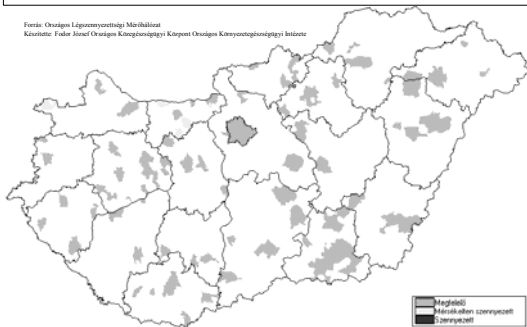 Forrás: Országos Légszennyezettségi Mérőhálózat
Készítette: Fodor József Országos Közegészségügyi Központ Országos Környezetegészségügyi Intézete
Megfelelő
Mérsékelten szennyezett
Szennyezett